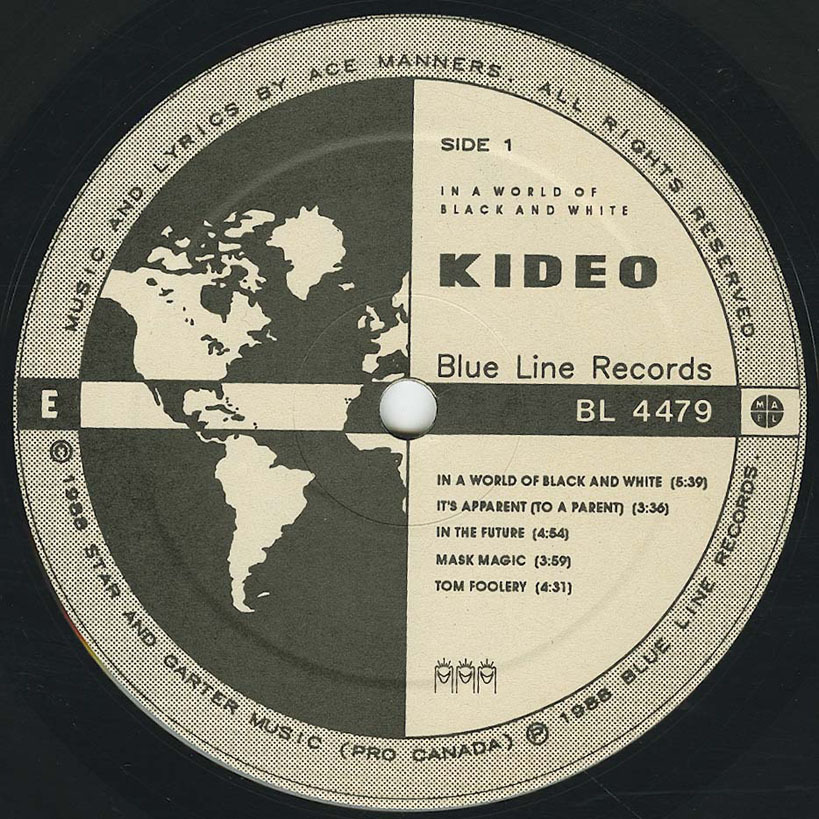 MUSIC AND LYRICS BY ACE MANNERS. ALL RIGHTS RESERVED.
SIDE 1
IN A WORLD OF
BLACK AND WHITE
KIDEO
Blue Line Records
E
BL 4479
M A
P L
IN A WORLD OF BLACK AND WHITE (5:39)
IT'S APPARENT (TO A PARENT) (3:36)
IN THE FUTURE (4:54)
MASK MAGIC (3:59)
TOM FOOLERY (4:31)
© 1988 STAR AND GARTER MUSIC (PRO CANADA) ℗ 1988 BLUE LINE RECORDS.